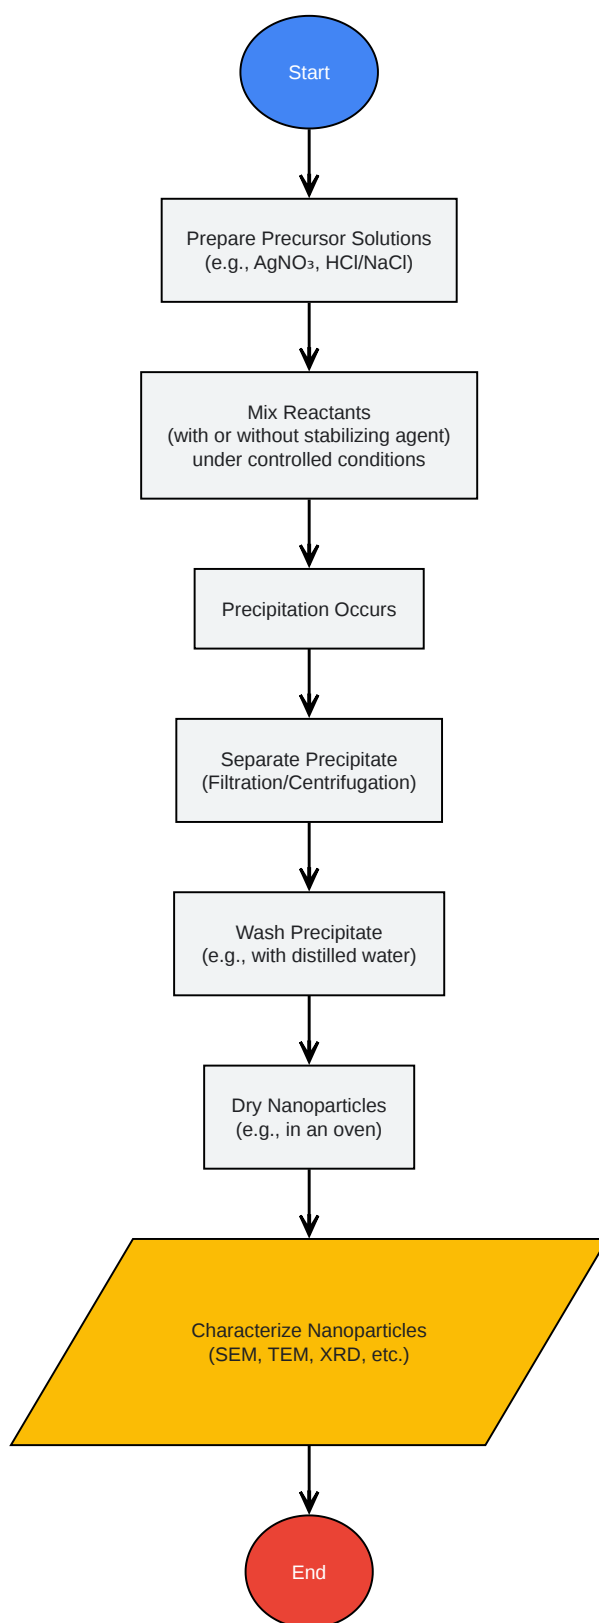 Start
Prepare Precursor Solutions
(e.g., AgNO₃, HCl/NaCl)
Mix Reactants
(with or without stabilizing agent)
under controlled conditions
Precipitation Occurs
Separate Precipitate
(Filtration/Centrifugation)
Wash Precipitate
(e.g., with distilled water)
Dry Nanoparticles
(e.g., in an oven)
Characterize Nanoparticles
(SEM, TEM, XRD, etc.)
End